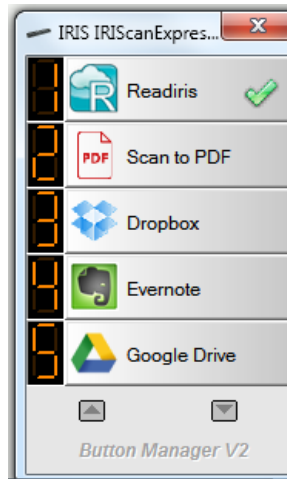 IRIS IRIScanExpres...
1 Readiris
2 PDF Scan to PDF
3 Dropbox
4 Evernote
5 Google Drive
Button Manager V2